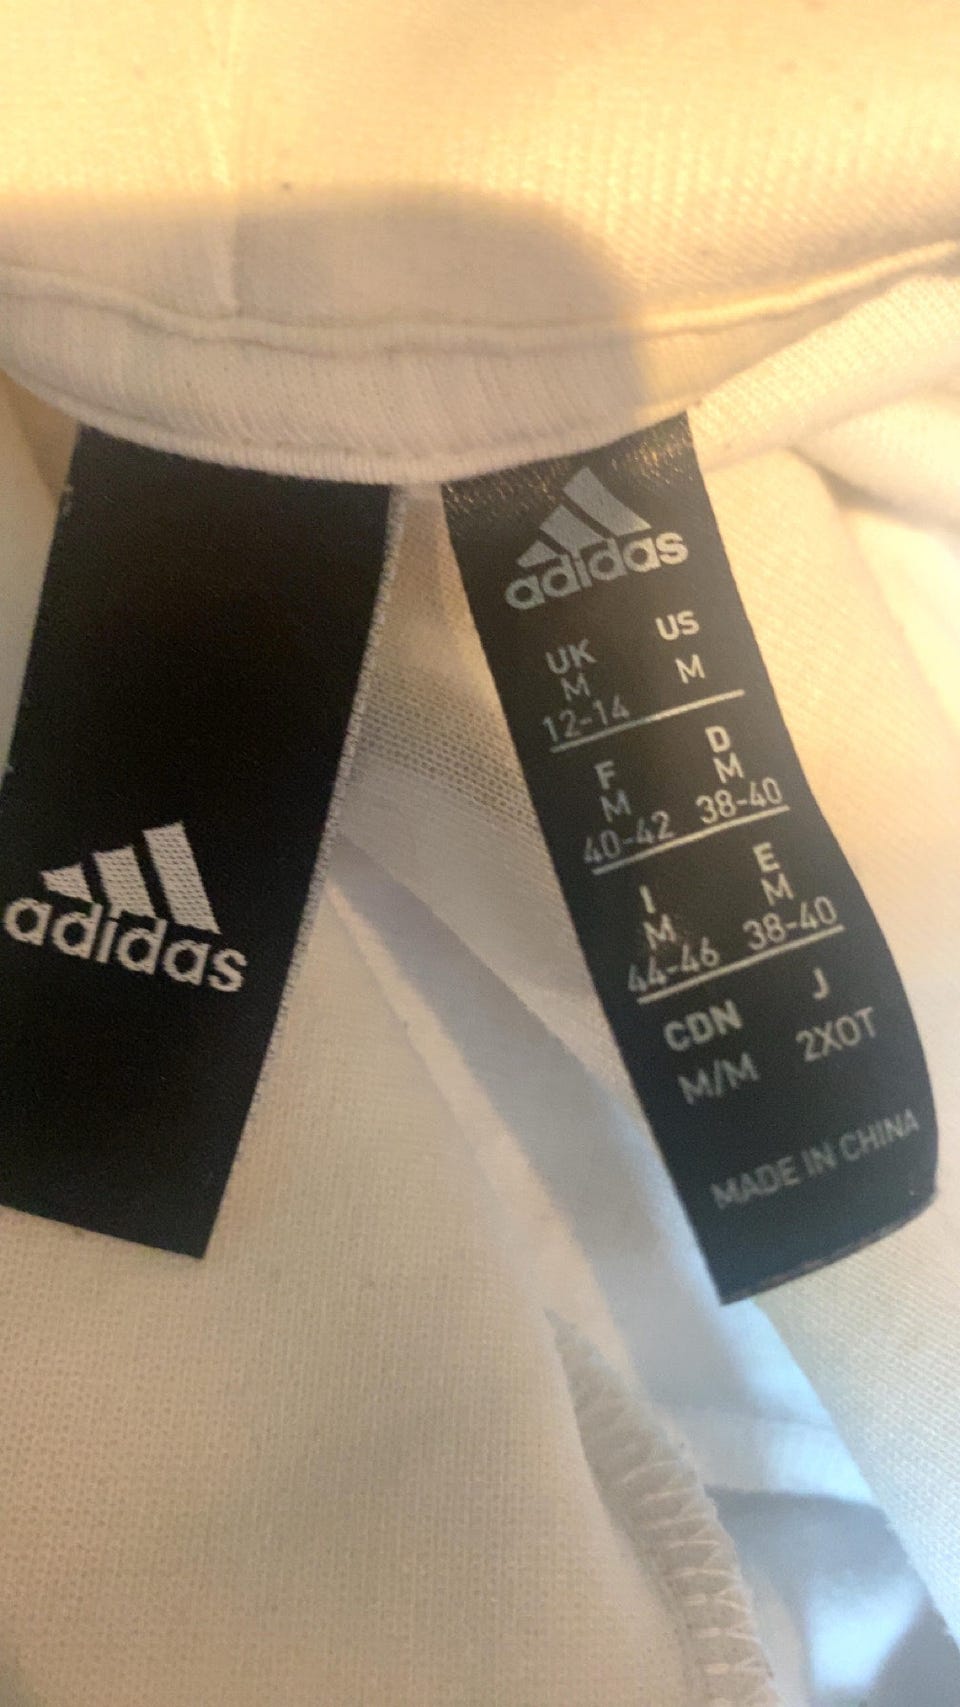 adidas
adidas
UK US
M M
12-14
F D
M M
40-42 38-40
I E
M M
44-46 38-40
CDN J
M/M 2XOT
MADE IN CHINA